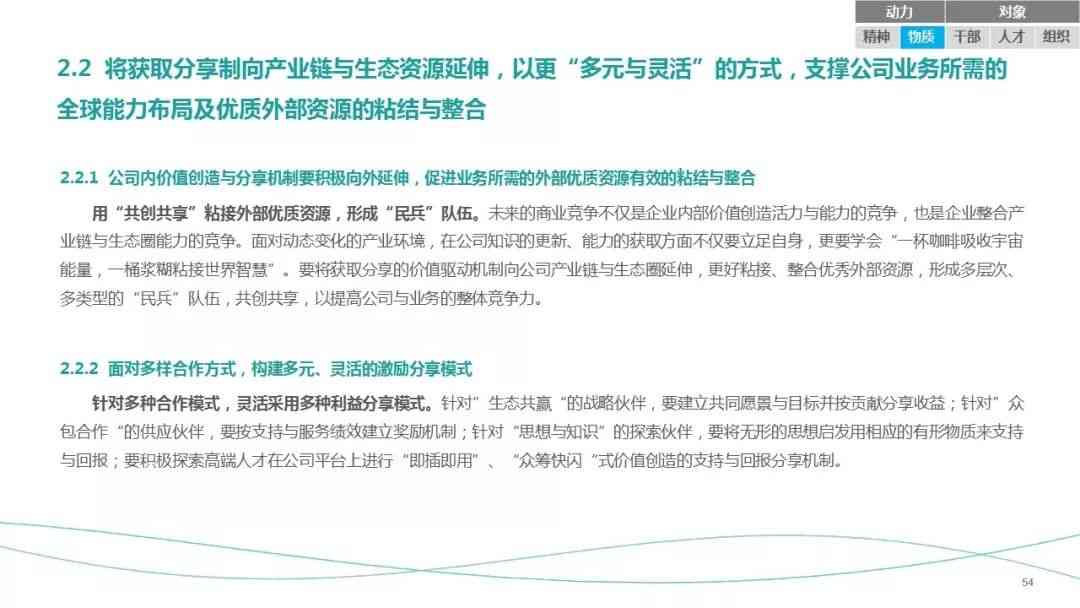 动力 对象
精神 物质 干部 人才 组织
2.2 将获取分享制向产业链与生态资源延伸，以更“多元与灵活”的方式，支撑公司业务所需的
全球能力布局及优质外部资源的粘结与整合
2.2.1 公司内价值创造与分享机制要积极向外延伸，促进业务所需的外部优质资源有效的粘结与整合
用“共创共享”粘接外部优质资源，形成“民兵”队伍。未来的商业竞争不仅是企业内部价值创造活力与能力的竞争，也是企业整合产
业链与生态圈能力的竞争。面对动态变化的产业环境，在公司知识的更新、能力的获取方面不仅要立足自身，更要学会“一杯咖啡吸收宇宙
能量，一桶浆糊粘接世界智慧”。要将获取分享的价值驱动机制向公司产业链与生态圈延伸，更好粘接、整合优秀外部资源，形成多层次、
多类型的“民兵”队伍，共创共享，以提高公司与业务的整体竞争力。
2.2.2 面对多样合作方式，构建多元、灵活的激励分享模式
针对多种合作模式，灵活采用多种利益分享模式。针对”生态共赢“的战略伙伴，要建立共同愿景与目标并按贡献分享收益；针对”众
包合作“的供应伙伴，要按支持与服务绩效建立奖励机制；针对“思想与知识”的探索伙伴，要将无形的思想启发用相应的有形物质来支持
与回报；要积极探索高端人才在公司平台上进行“即插即用”、“众筹快闪“式价值创造的支持与回报分享机制。
54